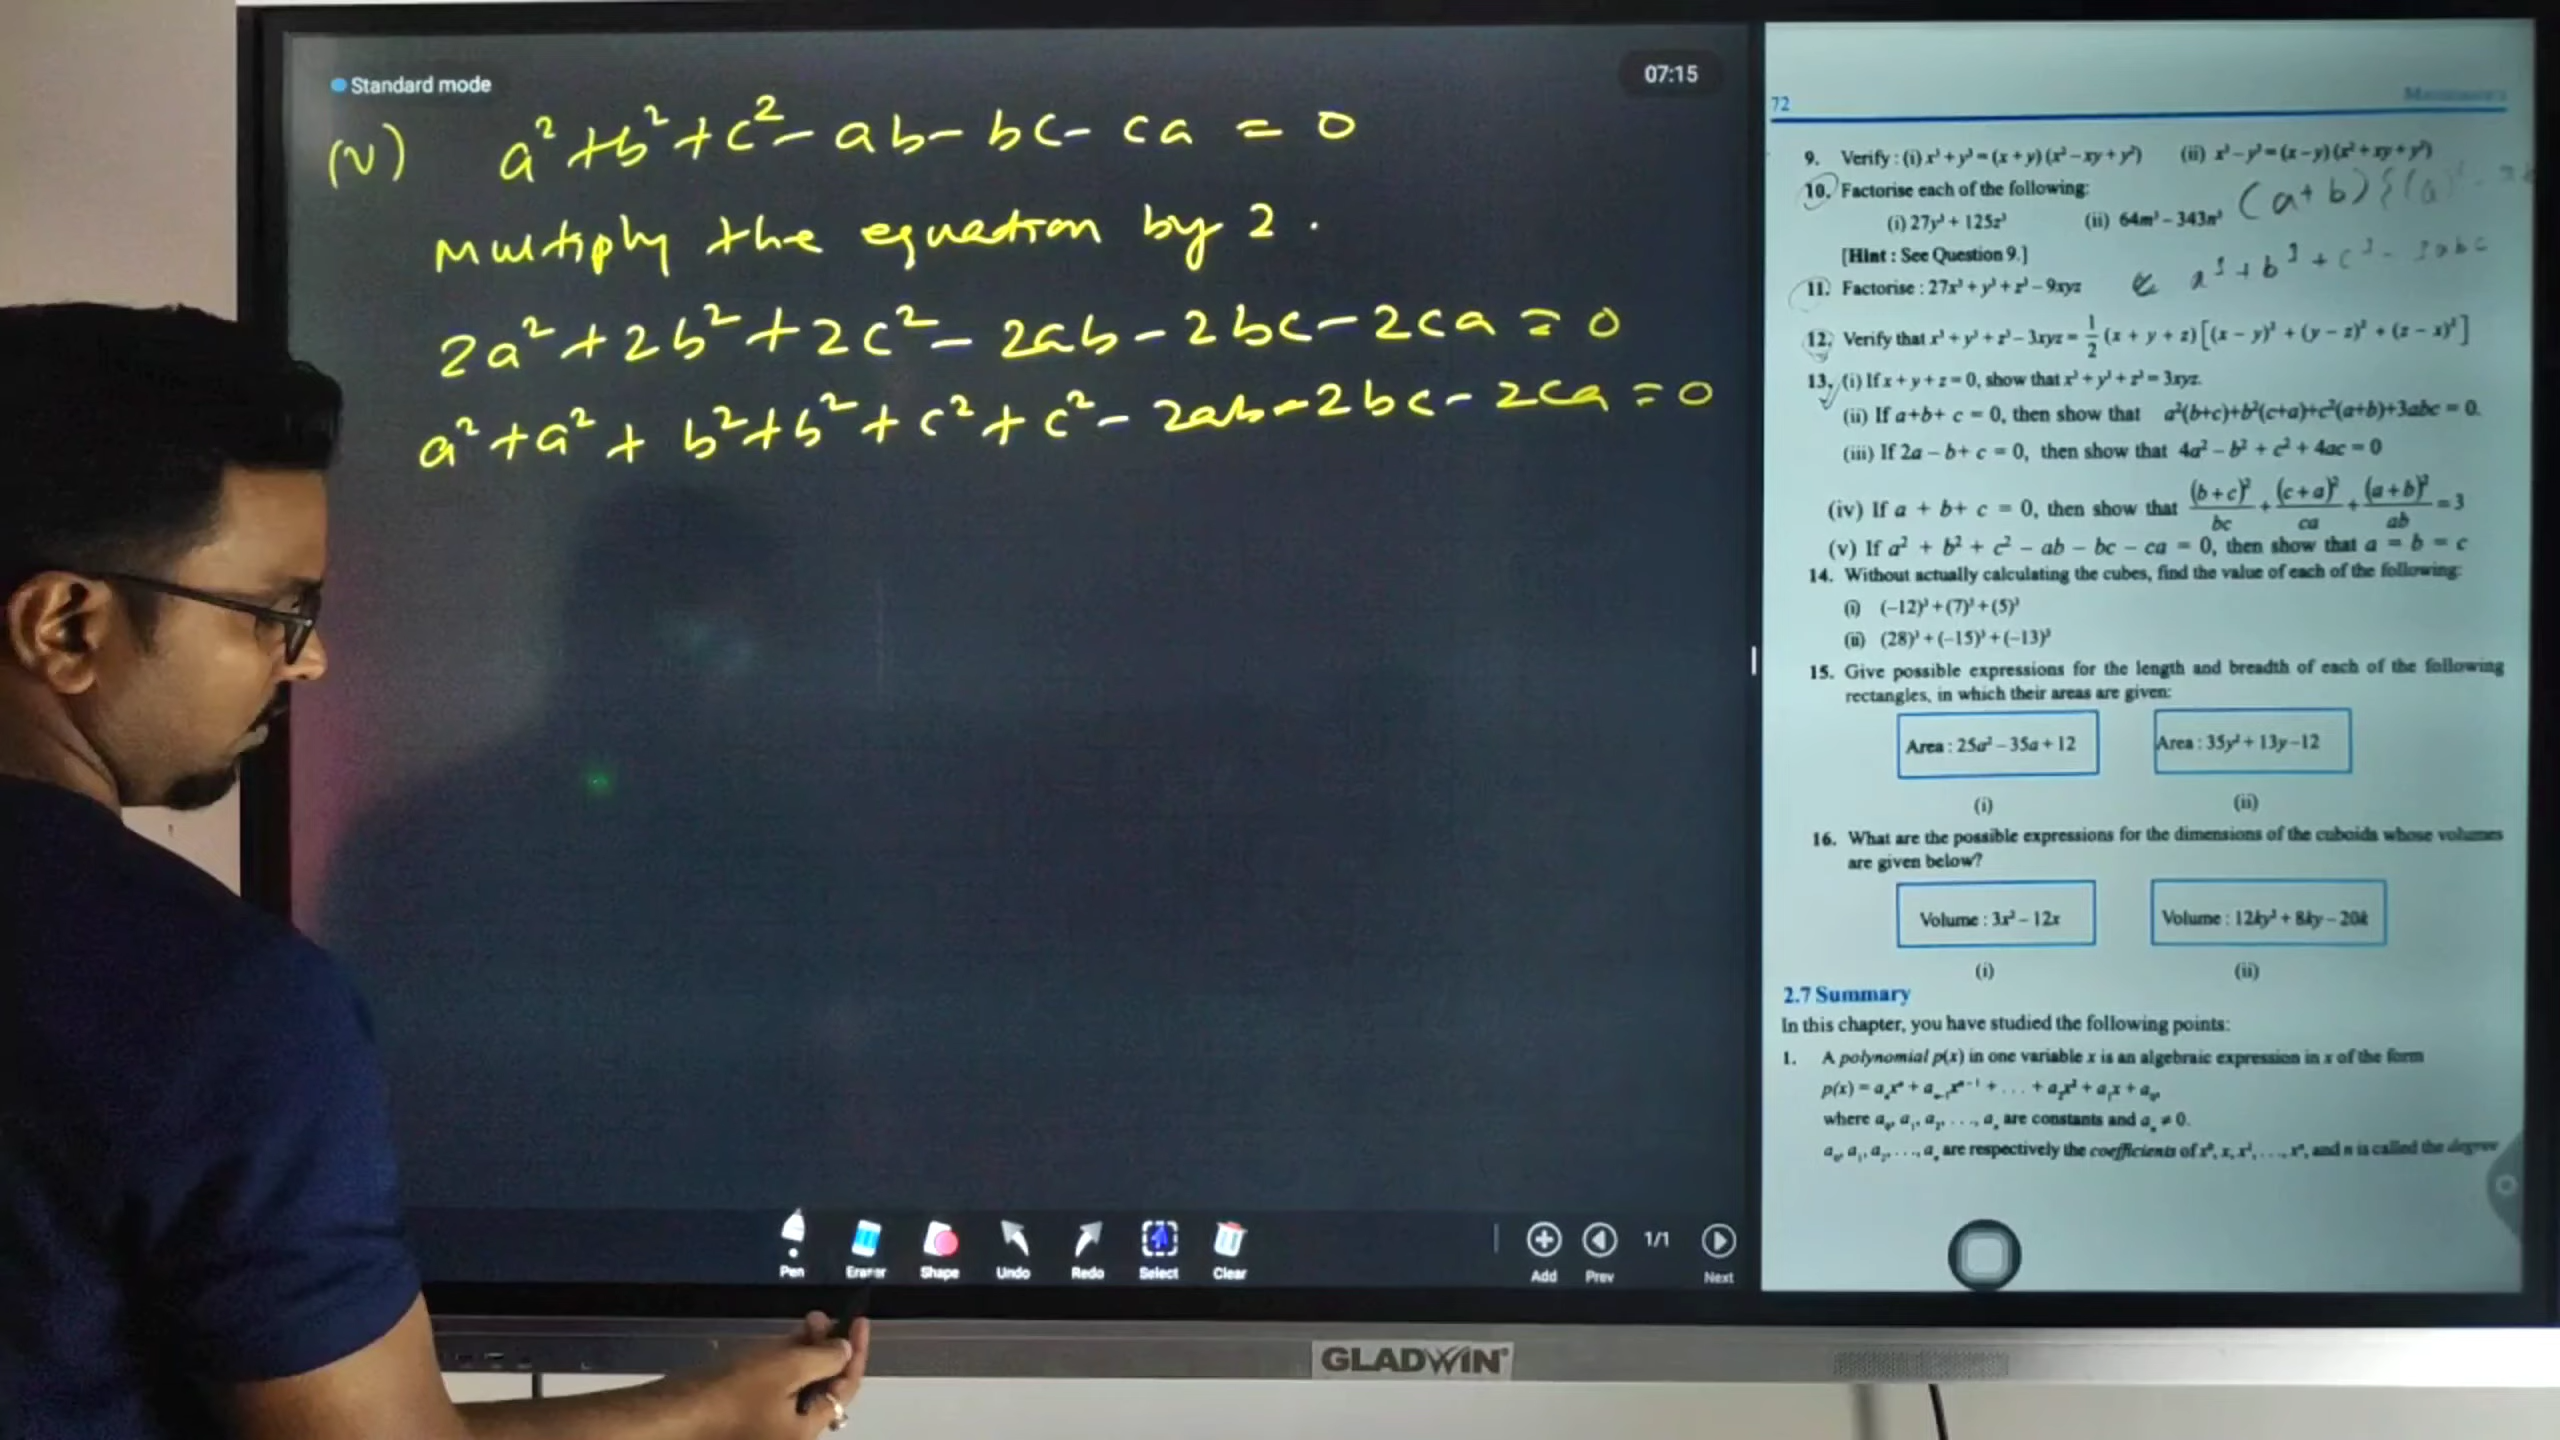 Standard mode
07:15
(V) a² + b² + c² - ab - bc - ca = 0
Multiply the equation by 2.
2a² + 2b² + 2c² - 2ab - 2bc - 2ca = 0
a² + a² + b² + b² + c² + c² - 2ab - 2bc - 2ca = 0
Pen Eraser Shape Undo Redo Select Clear Add Prev 1/1 Next
GLADWIN
72
9. Verify : (i) x³ + y³ = (x + y) (x² – xy + y²) (ii) x³ – y³ = (x – y) (x² + xy + y²)
10. Factorise each of the following:
(i) 27y³ + 125z³ (ii) 64m³ – 343n³ (a+b)
[Hint : See Question 9.]
11. Factorise : 27x³ + y³ + z³ – 9xyz a³ + b³ + c³ - 3abc
12. Verify that x³ + y³ + z³ – 3xyz = 1/2 (x + y + z) [(x – y)² + (y – z)² + (z – x)²]
13. (i) If x + y + z = 0, show that x³ + y³ + z³ = 3xyz.
(ii) If a+b+ c = 0, then show that a²(b+c)+b²(c+a)+c²(a+b)+3abc = 0.
(iii) If 2a – b+ c = 0, then show that 4a² – b² + c² + 4ac = 0
(iv) If a + b+ c = 0, then show that (b+c)²/bc + (c+a)²/ca + (a+b)²/ab = 3
(v) If a² + b² + c² – ab – bc – ca = 0, then show that a = b = c
14. Without actually calculating the cubes, find the value of each of the following:
(i) (–12)³ + (7)³ + (5)³
(ii) (28)³ + (–15)³ + (–13)³
15. Give possible expressions for the length and breadth of each of the following
rectangles, in which their areas are given:
Area : 25a² – 35a + 12 Area : 35y² + 13y –12
(i) (ii)
16. What are the possible expressions for the dimensions of the cuboids whose volumes
are given below?
Volume : 3x² – 12x Volume : 12ky² + 8ky – 20k
(i) (ii)
2.7 Summary
In this chapter, you have studied the following points:
1. A polynomial p(x) in one variable x is an algebraic expression in x of the form
p(x) = aₙxⁿ + aₙ₋₁xⁿ⁻¹ + . . . + a₂x² + a₁x + a₀,
where a₀, a₁, a₂, . . ., aₙ are constants and aₙ ≠ 0.
a₀, a₁, a₂, . . ., aₙ are respectively the coefficients of x⁰, x, x², . . ., xⁿ, and n is called the degree